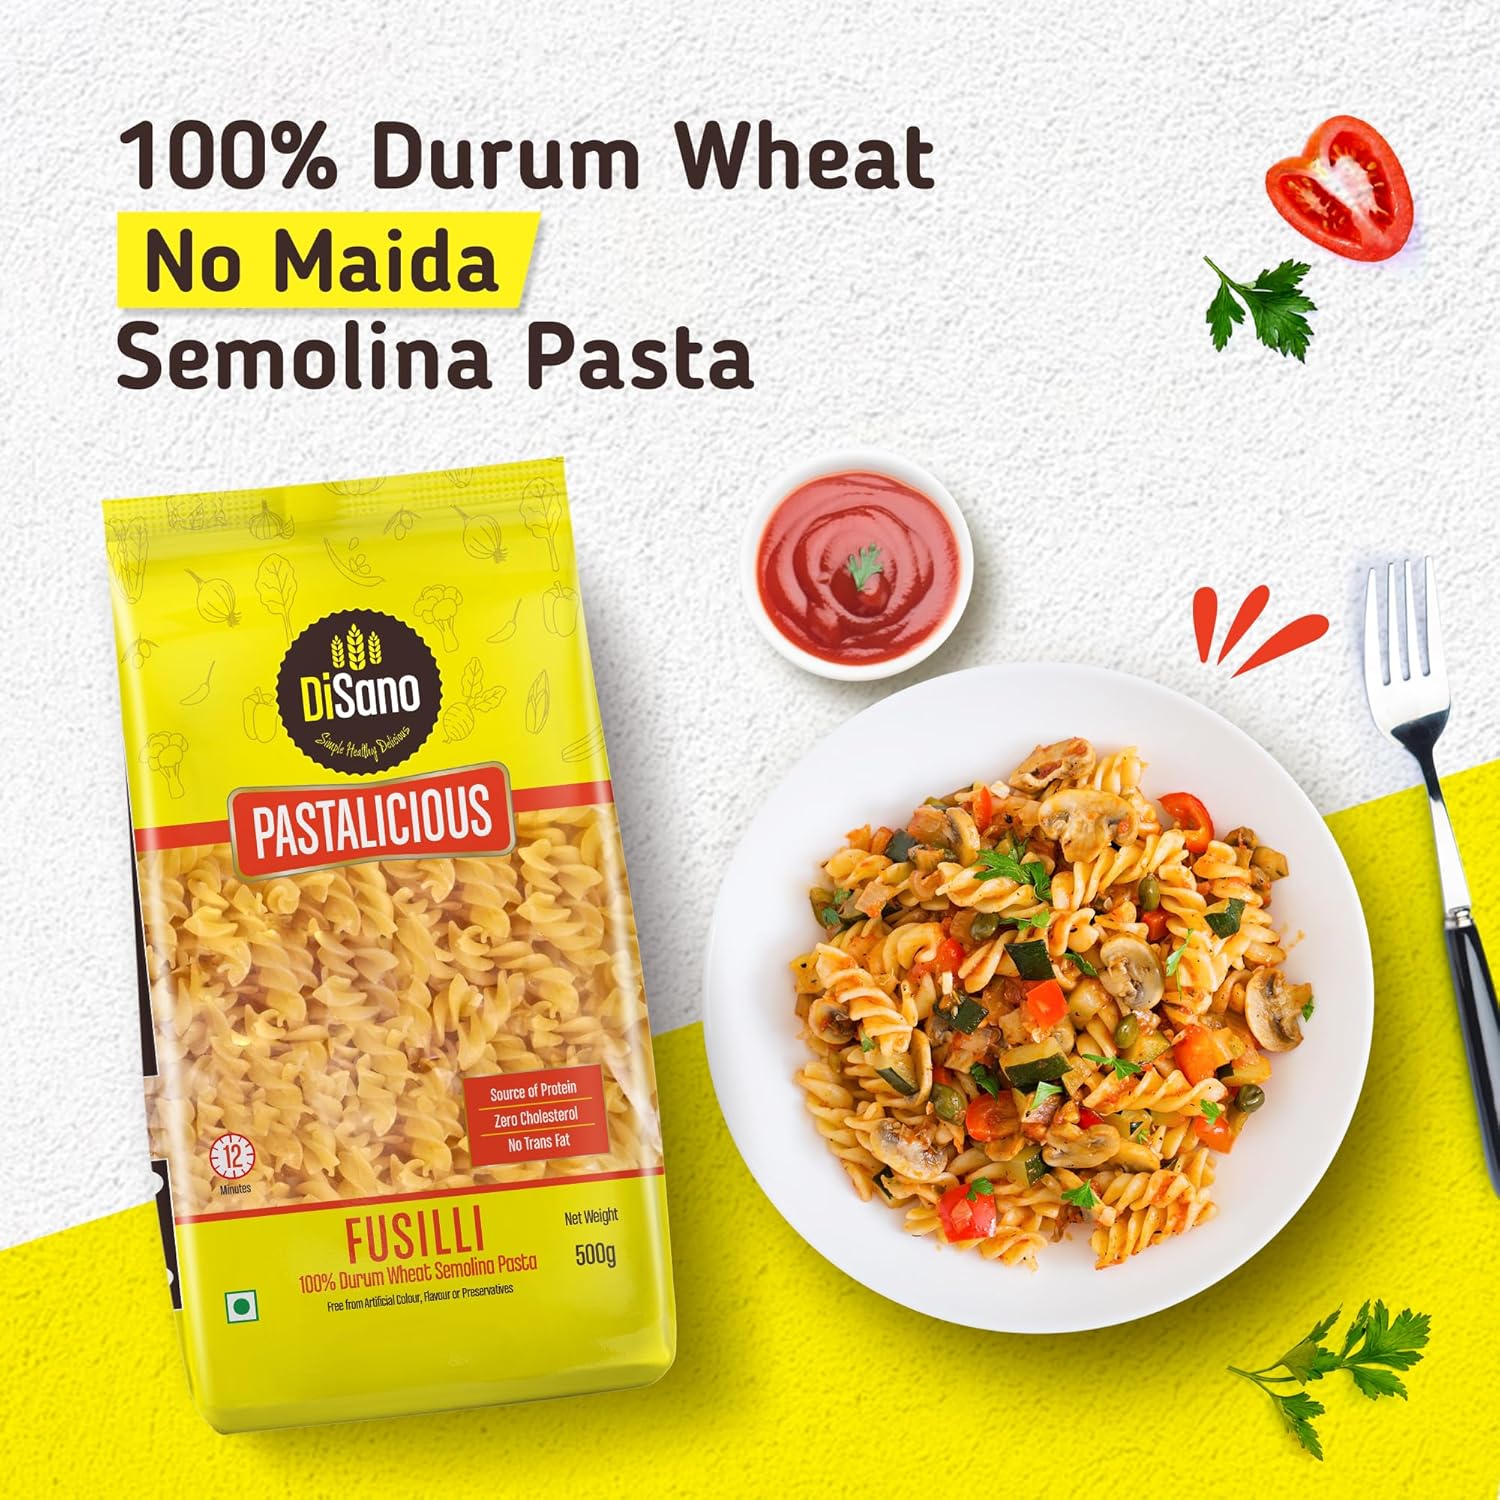 100% Durum Wheat
No Maida
Semolina Pasta
DiSano
Simple Healthy Delicious
PASTALICIOUS
Source of Protein
Zero Cholesterol
No Trans Fat
12
Minutes
FUSILLI
100% Durum Wheat Semolina Pasta
Free from Artificial Colour, Flavour or Preservatives
Net Weight
500g